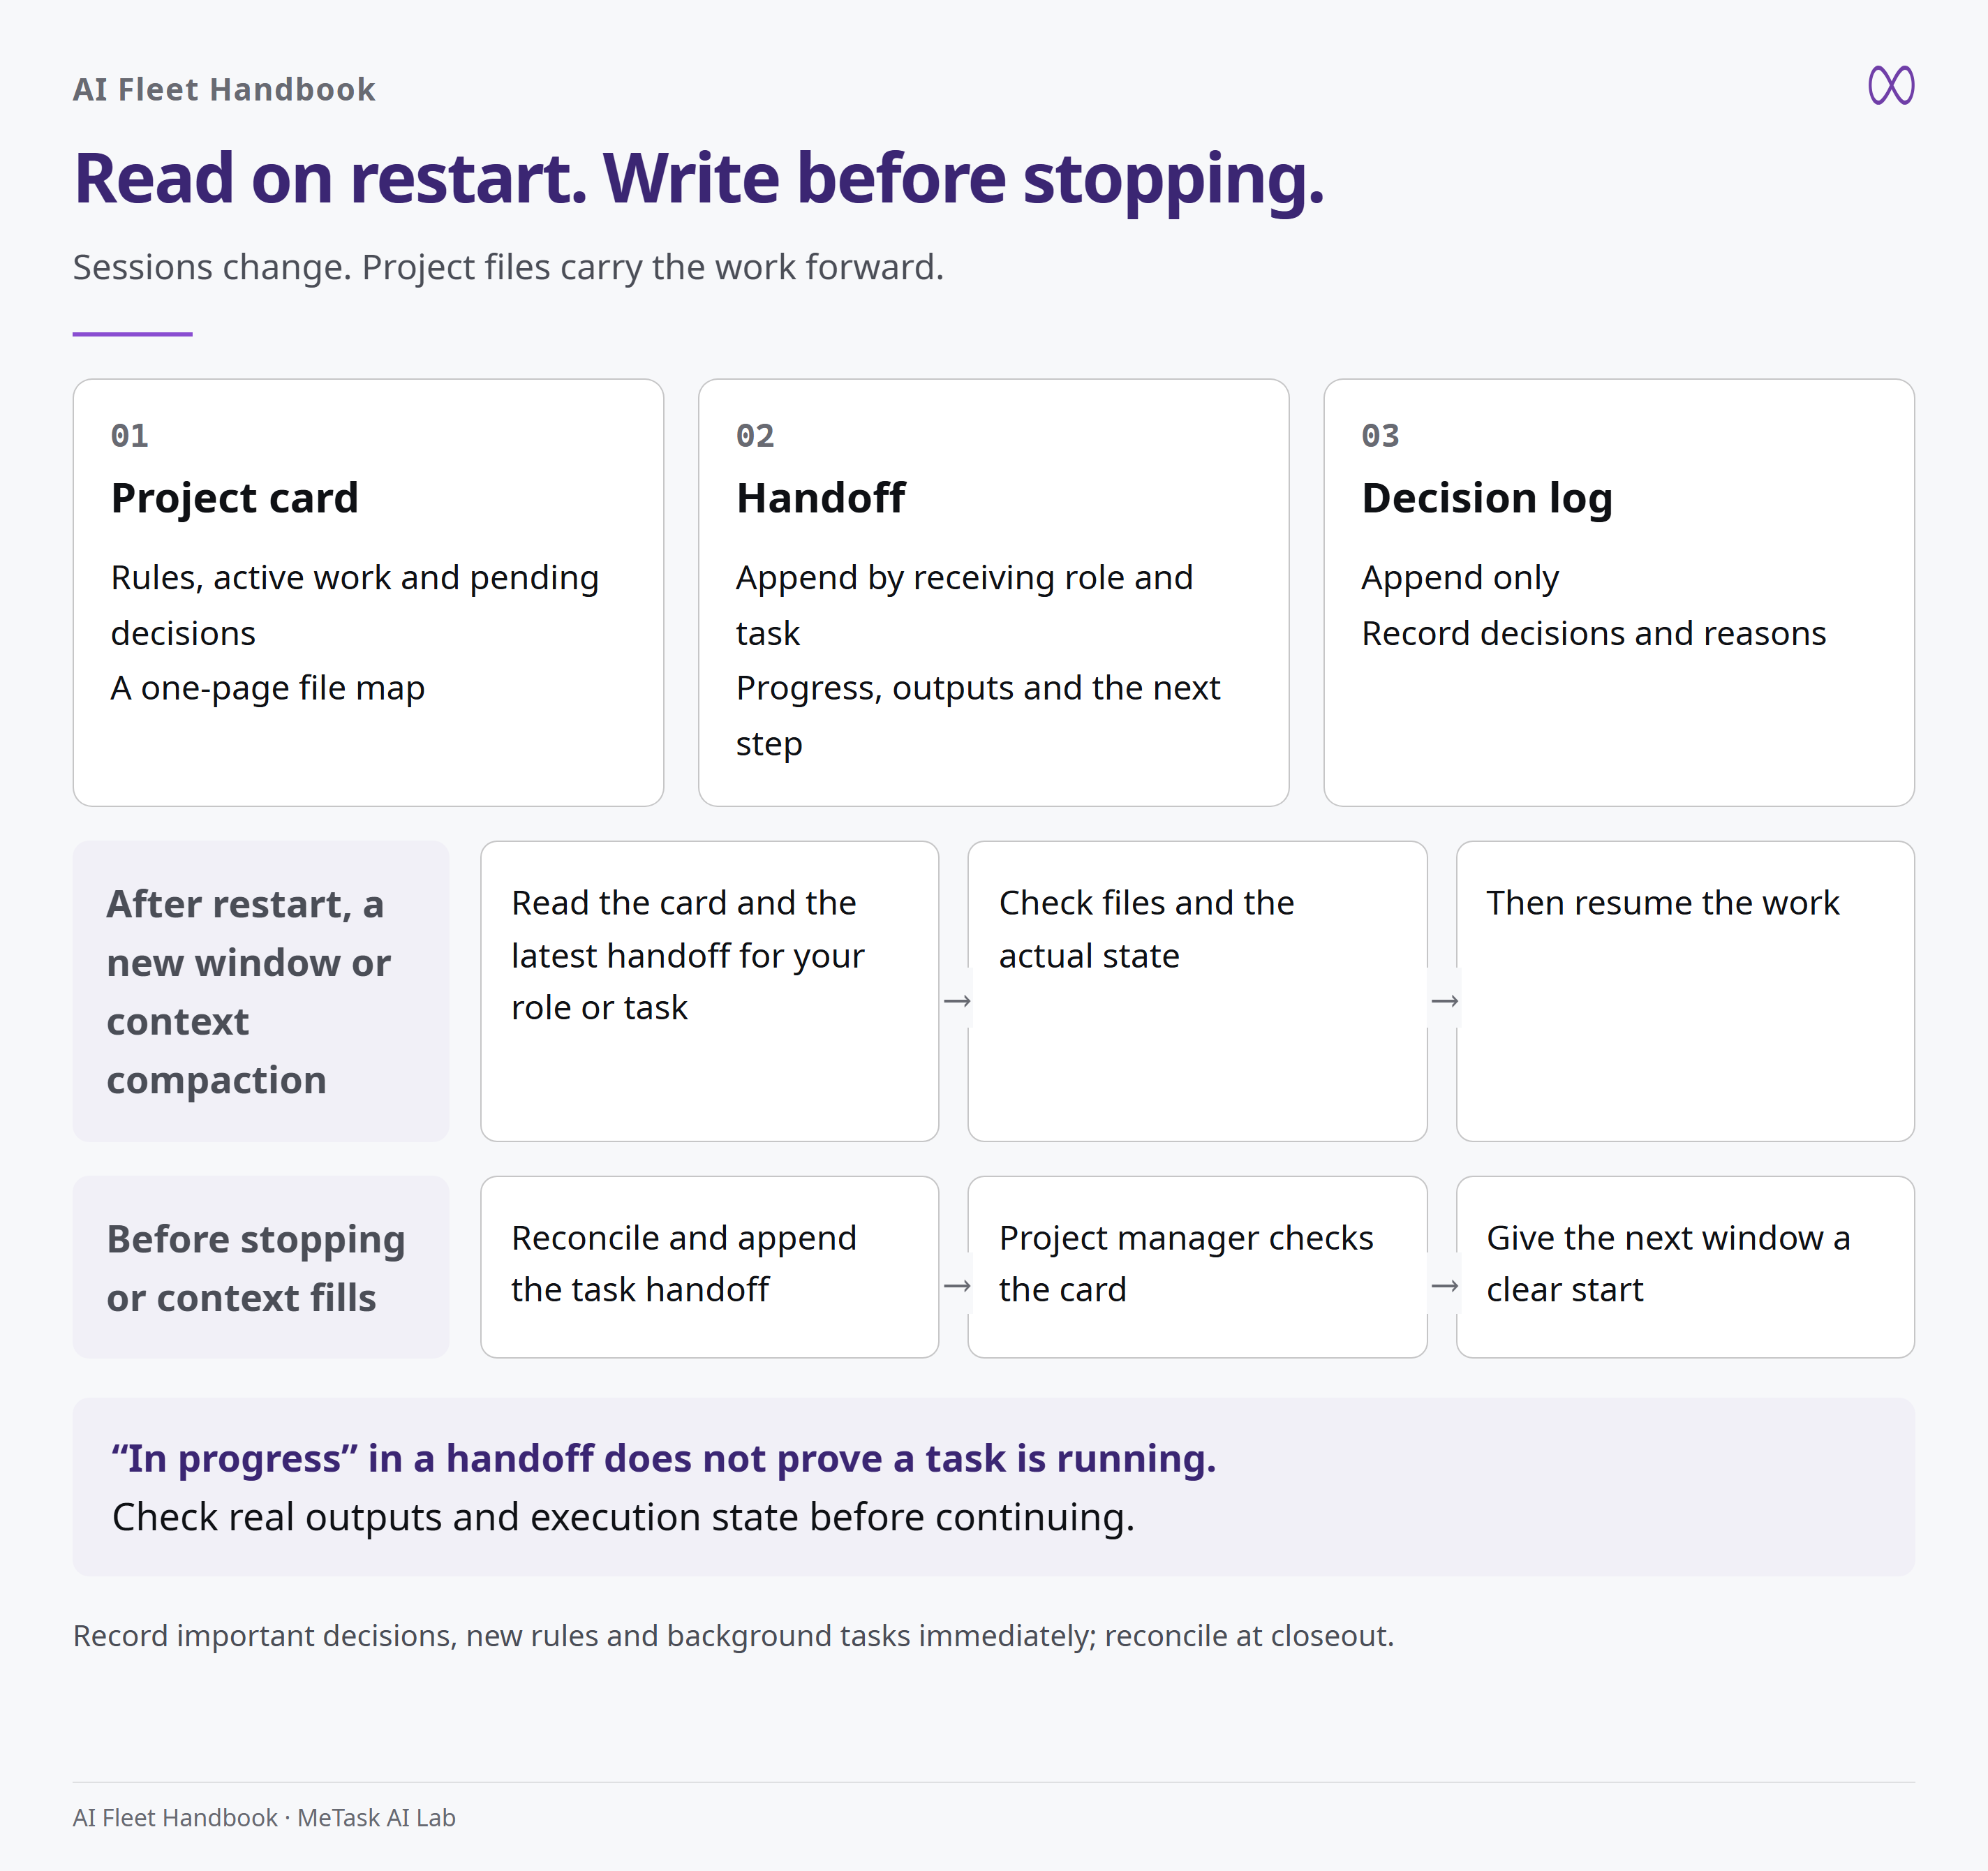 AI Fleet Handbook
Read on restart. Write before stopping.
Sessions change. Project files carry the work forward.
01
Project card
Rules, active work and pending
decisions
A one-page file map
02
Handoff
Append by receiving role and
task
Progress, outputs and the next
step
03
Decision log
Append only
Record decisions and reasons
After restart, a
new window or
context
compaction
Read the card and the
latest handoff for your
role or task
→
Check files and the
actual state
→
Then resume the work
Before stopping
or context fills
Reconcile and append
the task handoff
→
Project manager checks
the card
→
Give the next window a
clear start
“In progress” in a handoff does not prove a task is running.
Check real outputs and execution state before continuing.
Record important decisions, new rules and background tasks immediately; reconcile at closeout.
AI Fleet Handbook · MeTask AI Lab